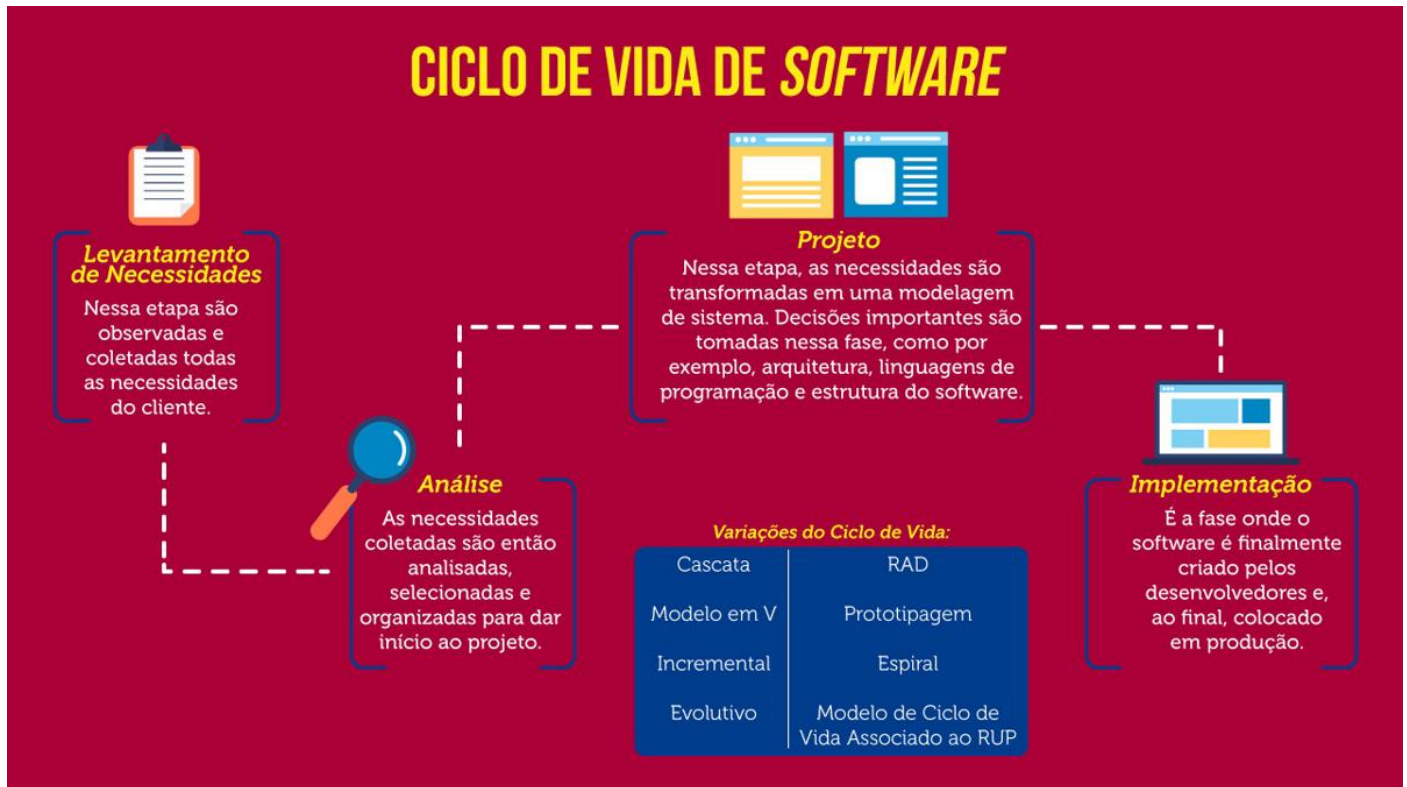 CICLO DE VIDA DE SOFTWARE
Levantamento
de Necessidades
Nessa etapa são
observadas e
coletadas todas
as necessidades
do cliente.
Análise
As necessidades
coletadas são então
analisadas,
selecionadas e
organizadas para dar
início ao projeto.
Projeto
Nessa etapa, as necessidades são
transformadas em uma modelagem
de sistema. Decisões importantes são
tomadas nessa fase, como por
exemplo, arquitetura, linguagens de
programação e estrutura do software.
Implementação
É a fase onde o
software é finalmente
criado pelos
desenvolvedores e,
ao final, colocado
em produção.
Variações do Ciclo de Vida:
Cascata
RAD
Modelo em V
Prototipagem
Incremental
Espiral
Evolutivo
Modelo de Ciclo de
Vida Associado ao RUP